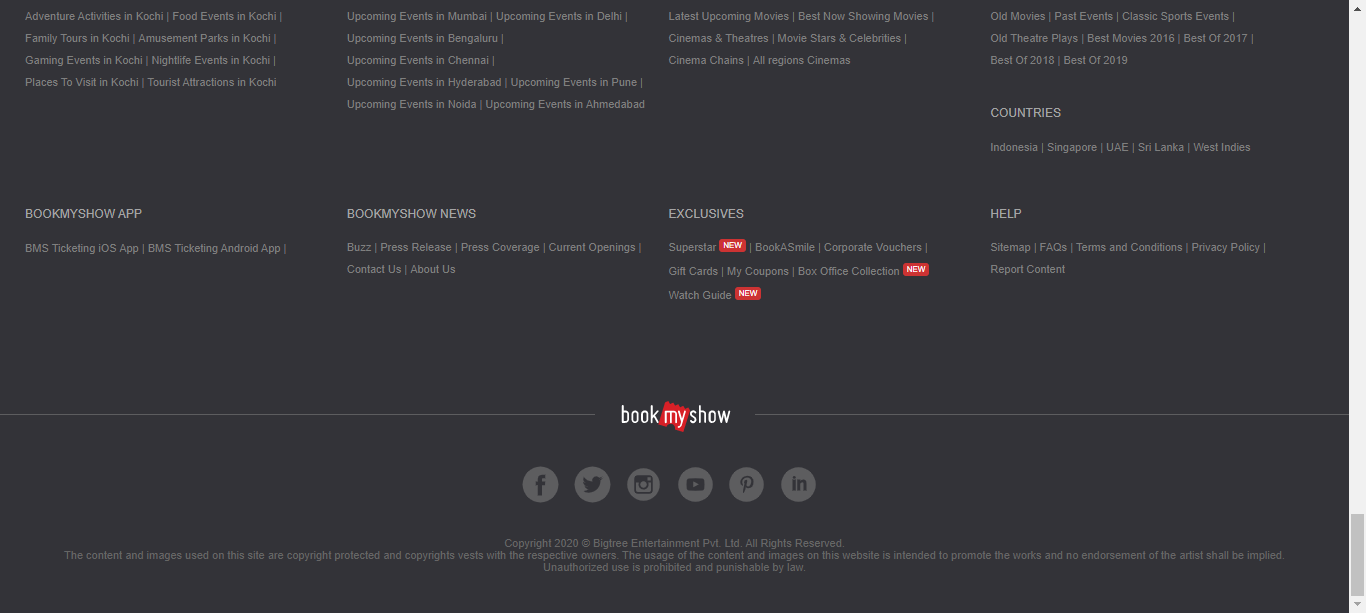 Adventure Activities in Kochi | Food Events in Kochi |
Family Tours in Kochi | Amusement Parks in Kochi |
Gaming Events in Kochi | Nightlife Events in Kochi |
Places To Visit in Kochi | Tourist Attractions in Kochi
Upcoming Events in Mumbai | Upcoming Events in Delhi |
Upcoming Events in Bengaluru |
Upcoming Events in Chennai |
Upcoming Events in Hyderabad | Upcoming Events in Pune |
Upcoming Events in Noida | Upcoming Events in Ahmedabad
Latest Upcoming Movies | Best Now Showing Movies |
Cinemas & Theatres | Movie Stars & Celebrities |
Cinema Chains | All regions Cinemas
Old Movies | Past Events | Classic Sports Events |
Old Theatre Plays | Best Movies 2016 | Best Of 2017 |
Best Of 2018 | Best Of 2019
COUNTRIES
Indonesia | Singapore | UAE | Sri Lanka | West Indies
BOOKMYSHOW APP
BMS Ticketing iOS App | BMS Ticketing Android App |
BOOKMYSHOW NEWS
Buzz | Press Release | Press Coverage | Current Openings |
Contact Us | About Us
EXCLUSIVES
Superstar NEW | BookASmile | Corporate Vouchers |
Gift Cards | My Coupons | Box Office Collection NEW
Watch Guide NEW
HELP
Sitemap | FAQs | Terms and Conditions | Privacy Policy |
Report Content
bookmyshow
Copyright 2020 © Bigtree Entertainment Pvt. Ltd. All Rights Reserved.
The content and images used on this site are copyright protected and copyrights vests with the respective owners. The usage of the content and images on this website is intended to promote the works and no endorsement of the artist shall be implied.
Unauthorized use is prohibited and punishable by law.